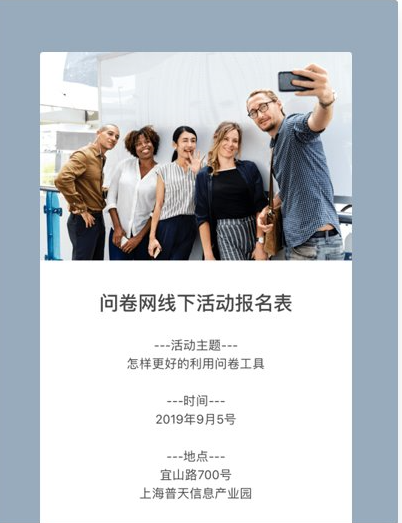 问卷网线下活动报名表
---活动主题---
怎样更好的利用问卷工具
---时间---
2019年9月5号
---地点---
宜山路700号
上海普天信息产业园